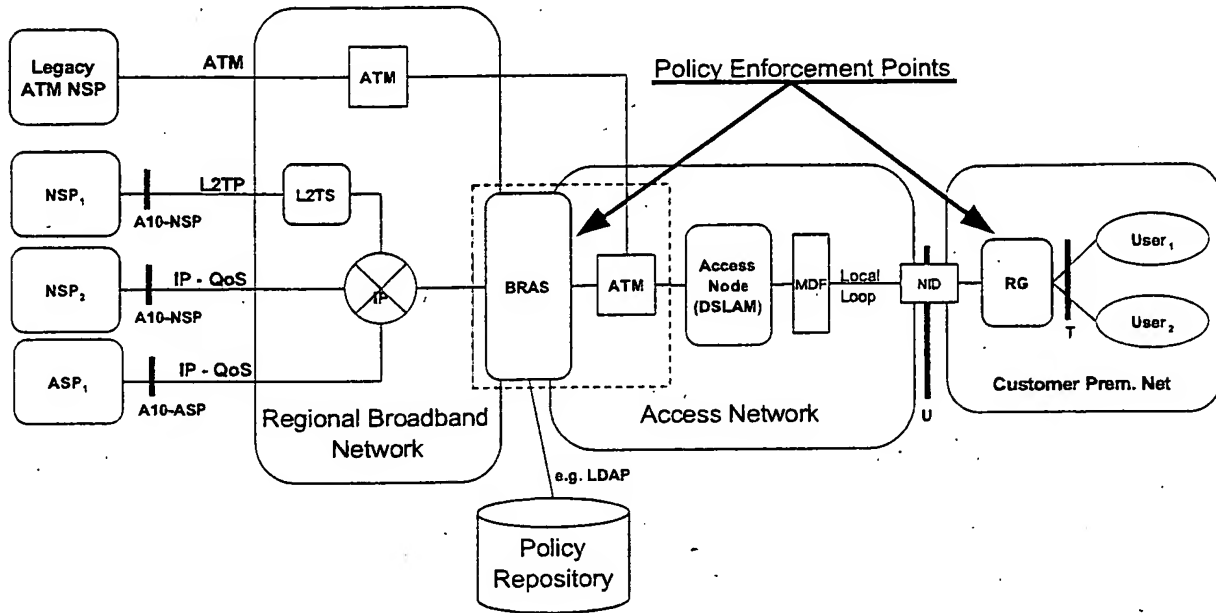 Legacy
ATM NSP
ATM
ATM
Policy Enforcement Points
NSP₁
L2TP
A10-NSP
L2TS
NSP₂
IP - QoS
A10-NSP
IP
BRAS
ATM
Access
Node
(DSLAM)
MDF
Local
Loop
NID
RG
T
User₁
User₂
ASP₁
IP - QoS
A10-ASP
Customer Prem. Net
U
Regional Broadband
Network
Access Network
e.g. LDAP
Policy
Repository